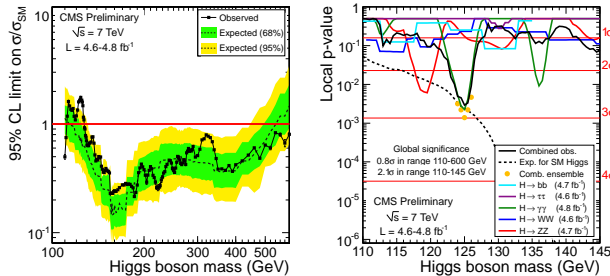 95% CL limit on σ/σSM
10
1
10⁻¹
CMS Preliminary
√s = 7 TeV
L = 4.6-4.8 fb⁻¹
Observed
Expected (68%)
Expected (95%)
100 200 300 400 500
Higgs boson mass (GeV)
Local p-value
1
10⁻¹
10⁻²
10⁻³
10⁻⁴
10⁻⁵
10⁻⁶
1σ
2σ
3σ
4σ
Global significance
0.8σ in range 110-600 GeV
2.1σ in range 110-145 GeV
CMS Preliminary
√s = 7 TeV
L = 4.6-4.8 fb⁻¹
Combined obs.
Exp. for SM Higgs
Comb. ensemble
H → bb (4.7 fb⁻¹)
H → ττ (4.6 fb⁻¹)
H → γγ (4.8 fb⁻¹)
H → WW (4.6 fb⁻¹)
H → ZZ (4.7 fb⁻¹)
110 115 120 125 130 135 140 145
Higgs boson mass (GeV)